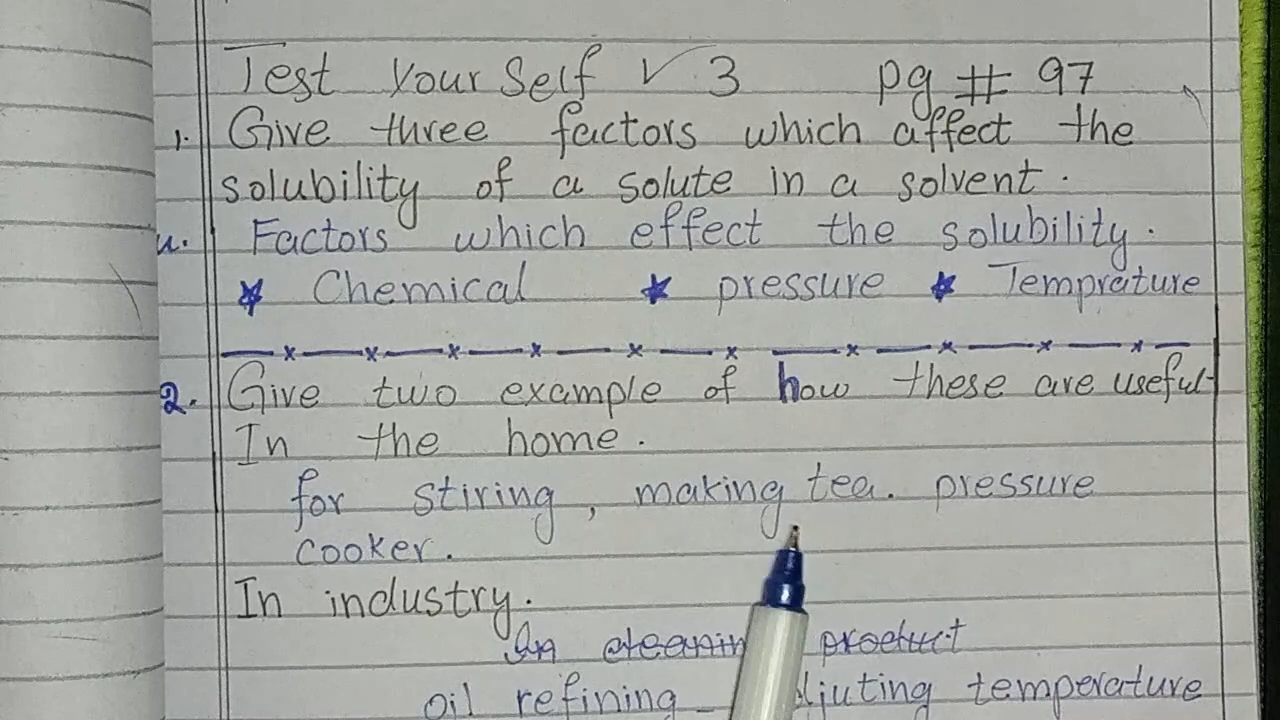 Test Yourself ✓ 3 pg # 97
1. Give three factors which affect the
solubility of a solute in a solvent.
Factors which effect the solubility.
★ Chemical ★ pressure ★ Temprature
2. Give two example of how these are useful
In the home.
for stiring, making tea. pressure
cooker.
In industry.
product
oil refining temperature